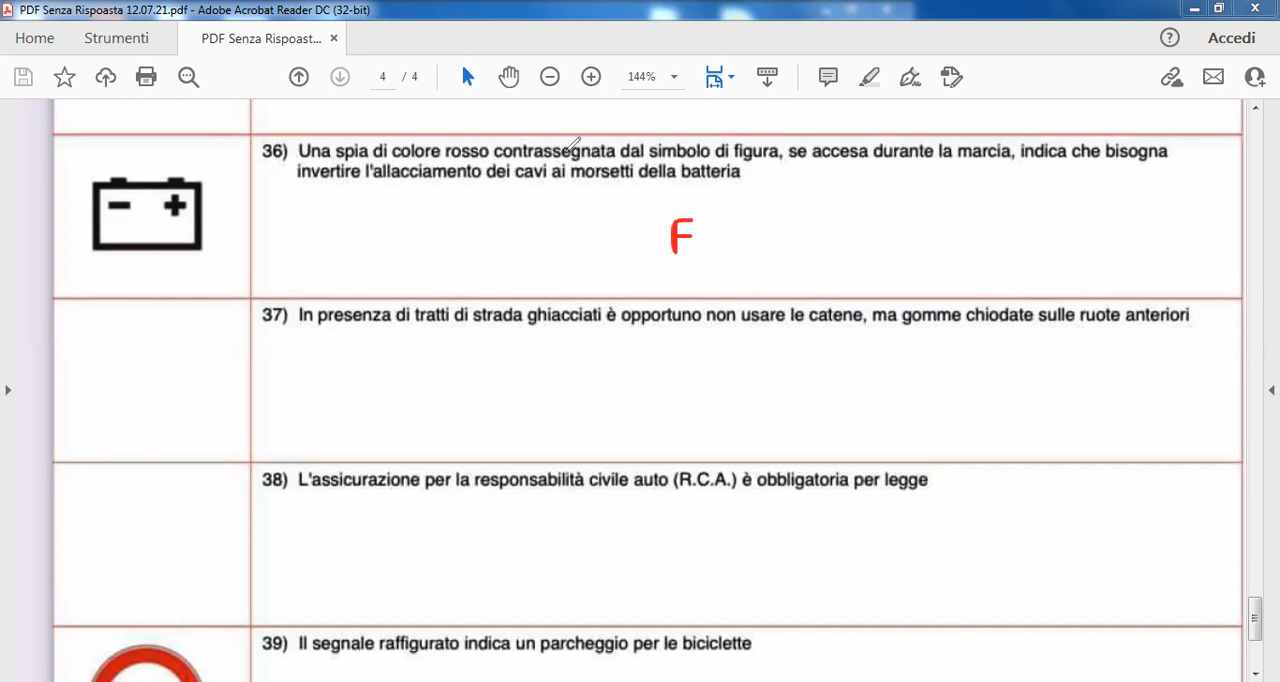 PDF Senza Rispoasta 12.07.21.pdf - Adobe Acrobat Reader DC (32-bit)
Home Strumenti PDF Senza Rispoast... × Accedi
4 / 4 144%
36) Una spia di colore rosso contrassegnata dal simbolo di figura, se accesa durante la marcia, indica che bisogna
invertire l'allacciamento dei cavi ai morsetti della batteria
F
37) In presenza di tratti di strada ghiacciati è opportuno non usare le catene, ma gomme chiodate sulle ruote anteriori
38) L'assicurazione per la responsabilità civile auto (R.C.A.) è obbligatoria per legge
39) Il segnale raffigurato indica un parcheggio per le biciclette